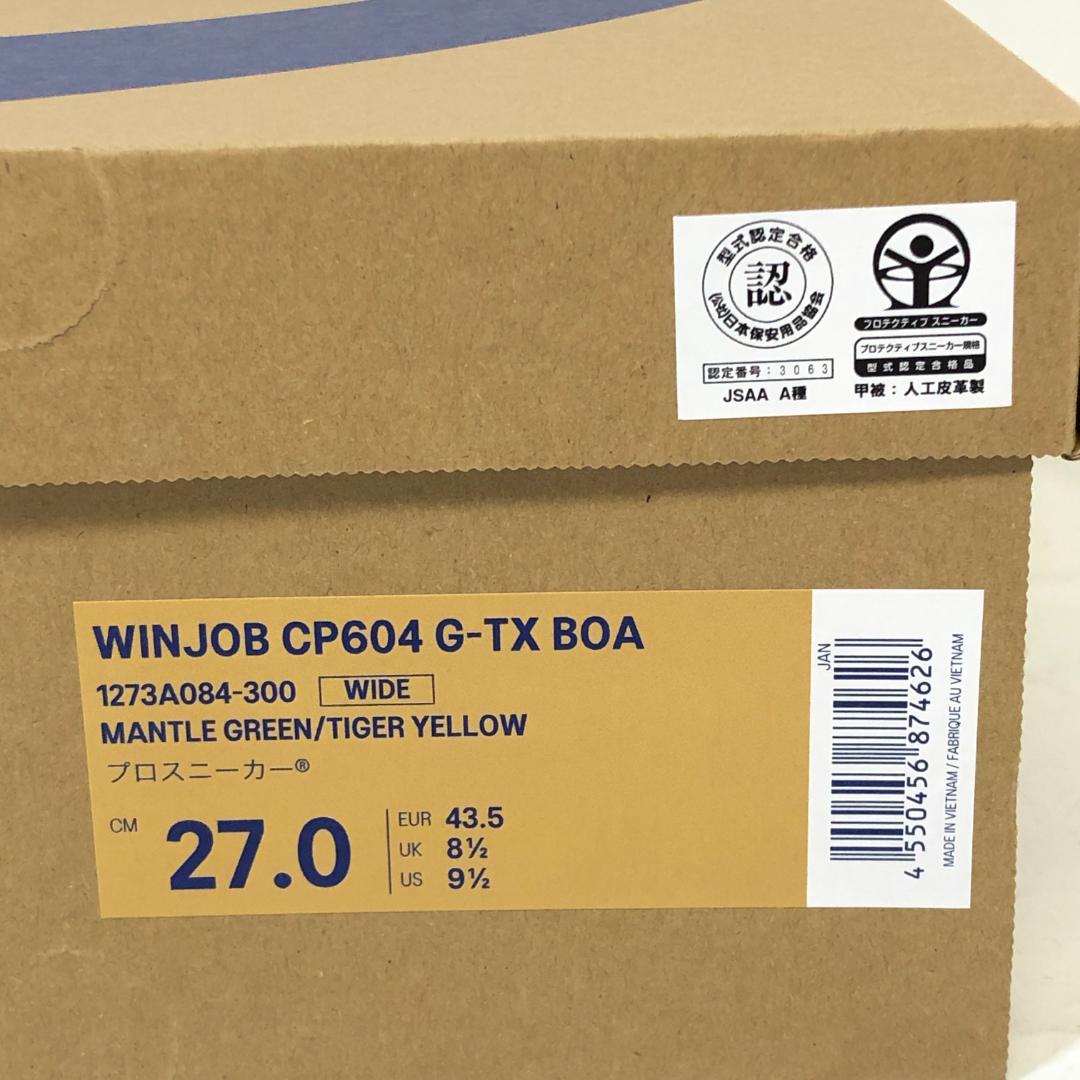 型式認定合格
認
(公社)日本保安用品協会
認定番号：3063
JSAA A種
プロテクティブ スニーカー
プロテクティブスニーカー規格
型式認定合格品
甲被：人工皮革製
WINJOB CP604 G-TX BOA
1273A084-300 WIDE
MANTLE GREEN/TIGER YELLOW
プロスニーカー®
CM 27.0
EUR 43.5
UK 8½
US 9½
JAN
4 550456 874626
MADE IN VIETNAM / FABRIQUE AU VIETNAM